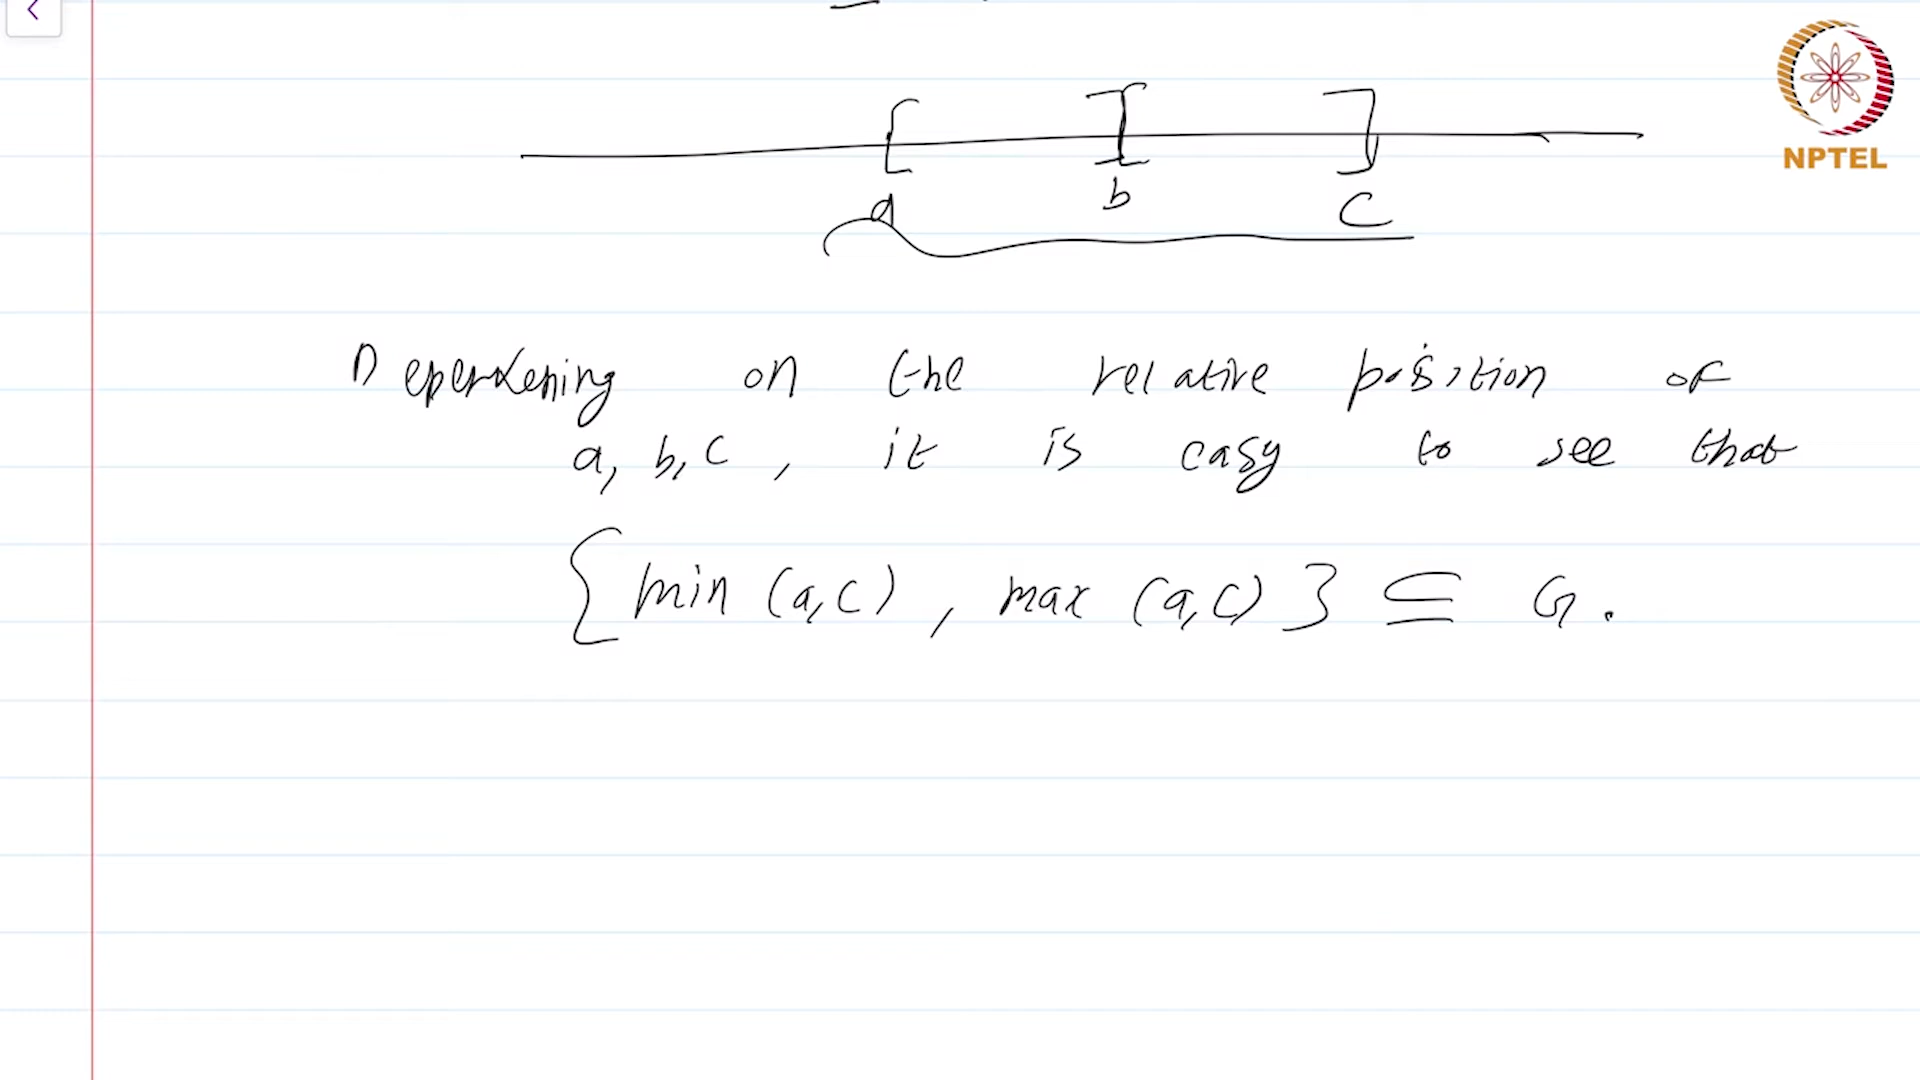 NPTEL
[ ][ ]
a b c
Depending on the relative position of
a, b, c , it is easy to see that
{ min (a,c) , max (a,c) } ⊆ G .